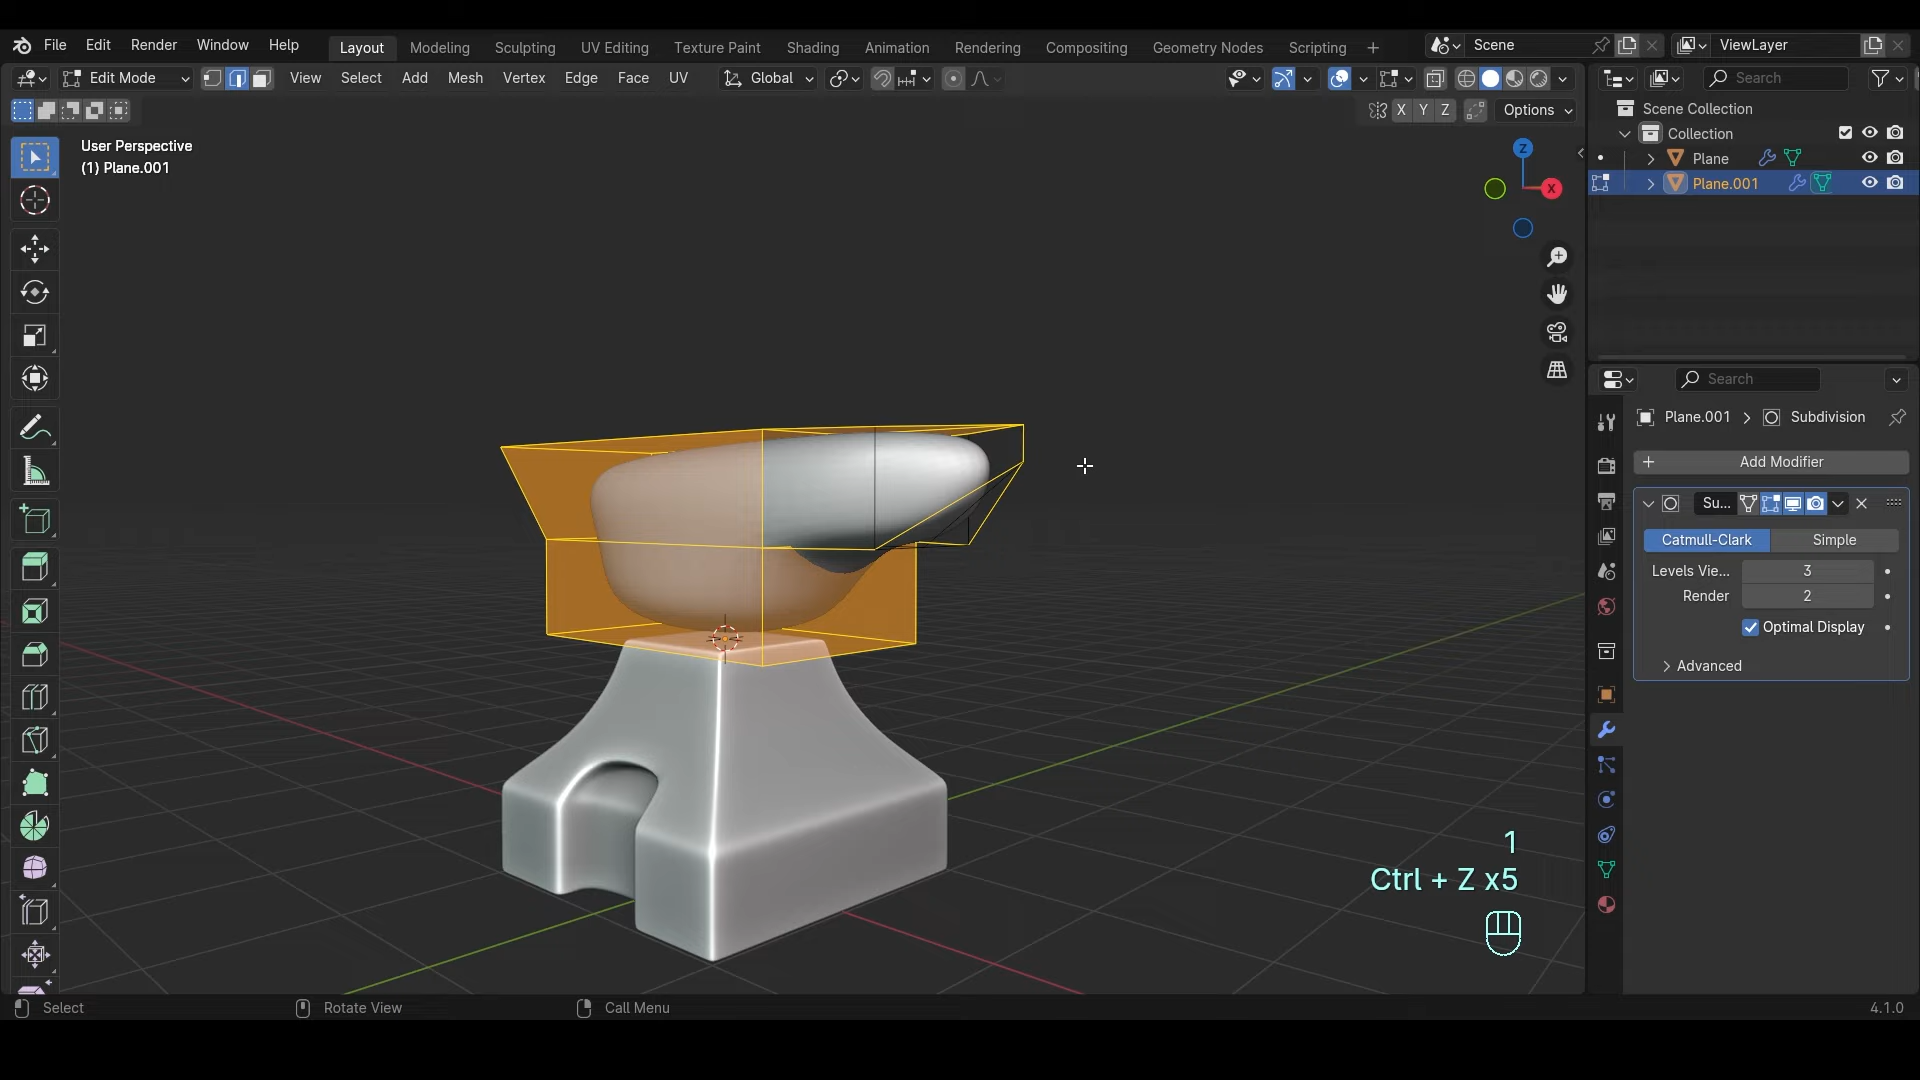 File Edit Render Window Help Layout Modeling Sculpting UV Editing Texture Paint Shading Animation Rendering Compositing Geometry Nodes Scripting + Scene ViewLayer
Edit Mode View Select Add Mesh Vertex Edge Face UV Global Search
X Y Z Options
Scene Collection
Collection
Plane
Plane.001
User Perspective
(1) Plane.001
Z
X
Search
Plane.001 > Subdivision
+ Add Modifier
Su...
Catmull-Clark Simple
Levels Vie... 3
Render 2
Optimal Display
Advanced
1
Ctrl + Z x5
Select Rotate View Call Menu 4.1.0